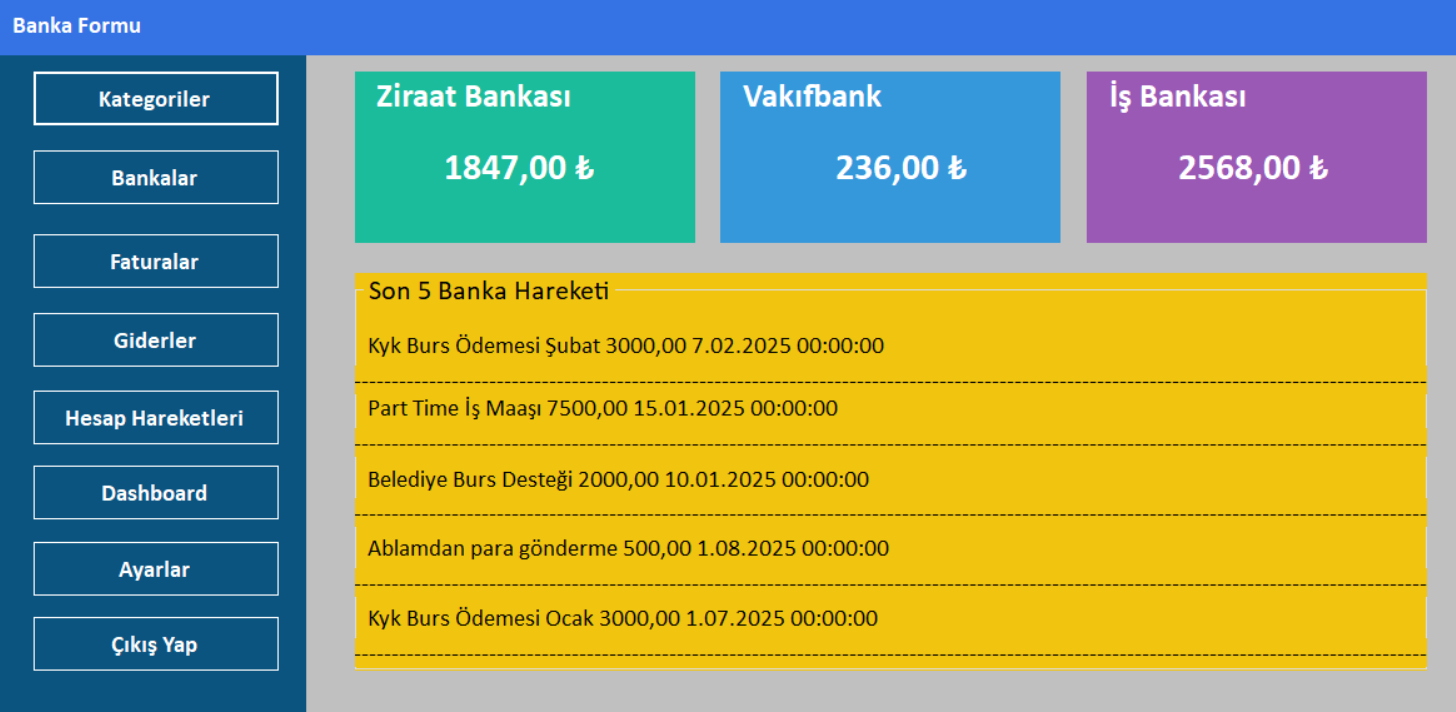 Banka Formu
Kategoriler
Bankalar
Faturalar
Giderler
Hesap Hareketleri
Dashboard
Ayarlar
Çıkış Yap
Ziraat Bankası
1847,00 ₺
Vakıfbank
236,00 ₺
İş Bankası
2568,00 ₺
Son 5 Banka Hareketi
Kyk Burs Ödemesi Şubat 3000,00 7.02.2025 00:00:00
Part Time İş Maaşı 7500,00 15.01.2025 00:00:00
Belediye Burs Desteği 2000,00 10.01.2025 00:00:00
Ablamdan para gönderme 500,00 1.08.2025 00:00:00
Kyk Burs Ödemesi Ocak 3000,00 1.07.2025 00:00:00